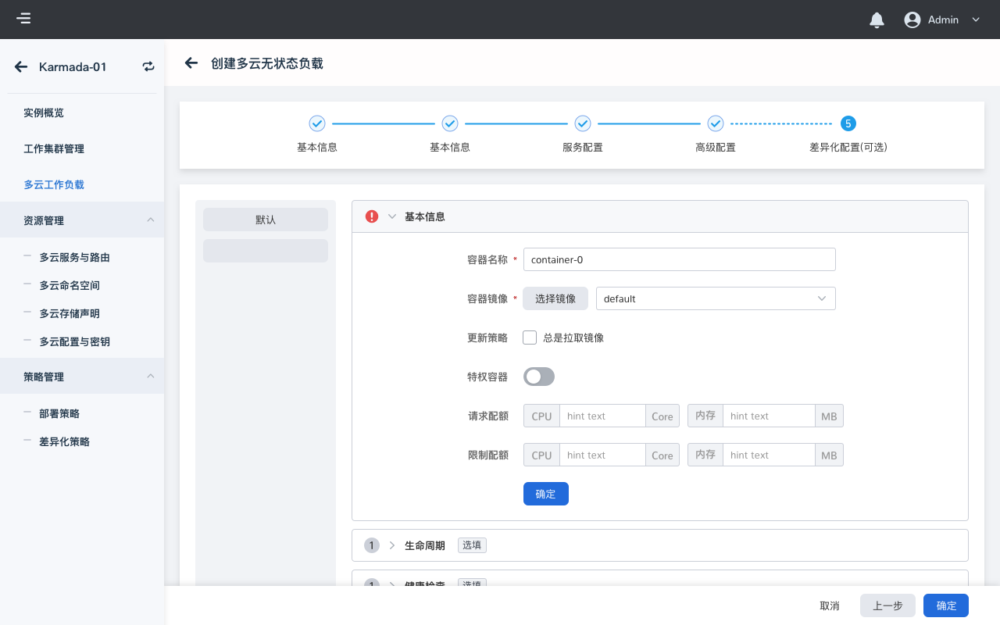 Admin
Karmada-01
创建多云无状态负载
实例概览
工作集群管理
多云工作负载
资源管理
多云服务与路由
多云命名空间
多云存储声明
多云配置与密钥
策略管理
部署策略
差异化策略
5
基本信息
基本信息
服务配置
高级配置
差异化配置(可选)
默认
基本信息
容器名称 *
container-0
容器镜像 *
选择镜像
default
更新策略
总是拉取镜像
特权容器
请求配额
CPU
hint text
Core
内存
hint text
MB
限制配额
CPU
hint text
Core
内存
hint text
MB
确定
1
生命周期
选填
1
健康检查
选填
取消
上一步
确定